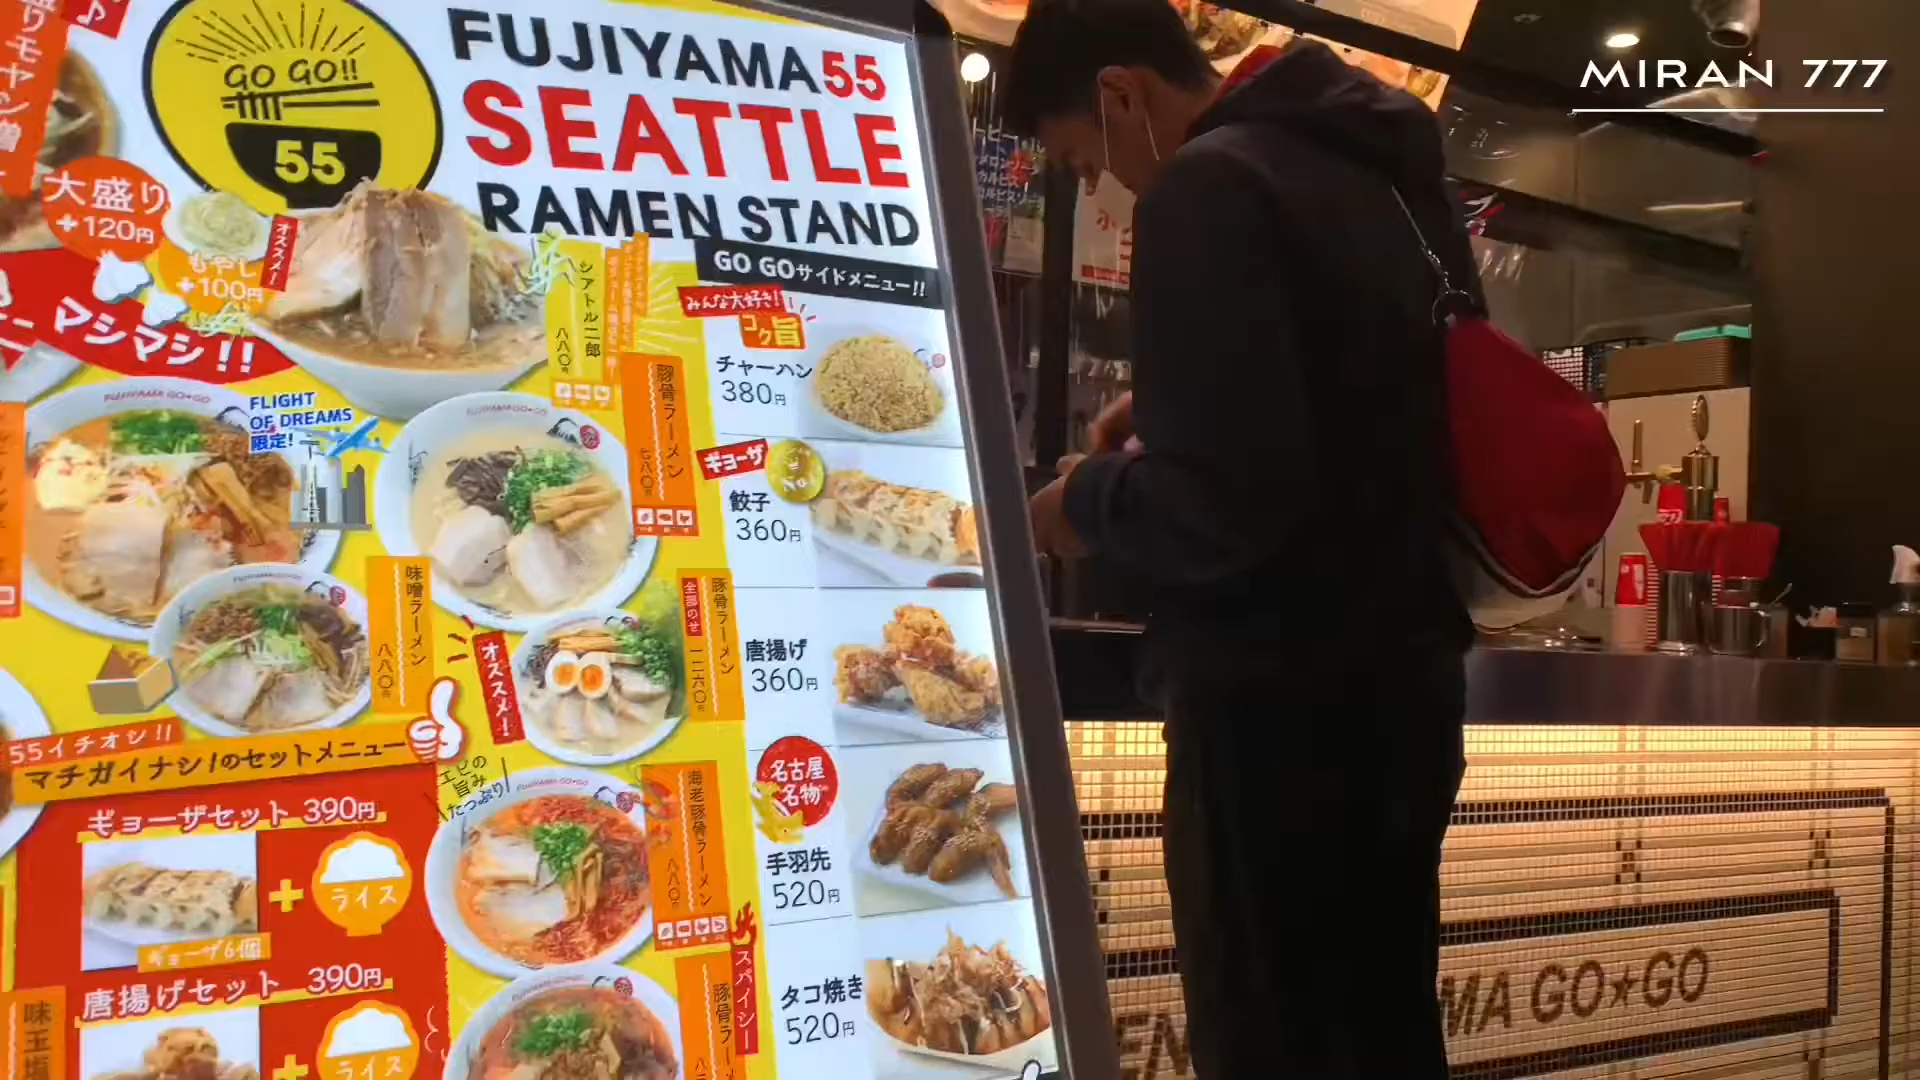 MIRAN 777
GO GO!!
55
FUJIYAMA55
SEATTLE
RAMEN STAND
大盛り
+120円
もやし
+100円
オススメ!
マシマシ!!
シアトル二郎
八八〇円
GO GOサイドメニュー!!
みんな大好き!
コク旨
チャーハン
380円
FLIGHT
OF DREAMS
限定!
FUJIYAMA GO★GO
豚骨ラーメン
七八〇円
ギョーザ
No.1
餃子
360円
味噌ラーメン
八八〇円
オススメ!
豚骨ラーメン
全部のせ
一二六〇円
唐揚げ
360円
55イチオシ!!
マチガイナシ!のセットメニュー
ギョーザセット 390円
+
ライス
ギョーザ6個
エビの
旨み
たっぷり
海老豚骨ラーメン
八八〇円
名古屋
名物
手羽先
520円
唐揚げセット 390円
+
ライス
味玉塩
スパイシー
豚骨ラー
タコ焼き
520円
MA GO★GO
EN